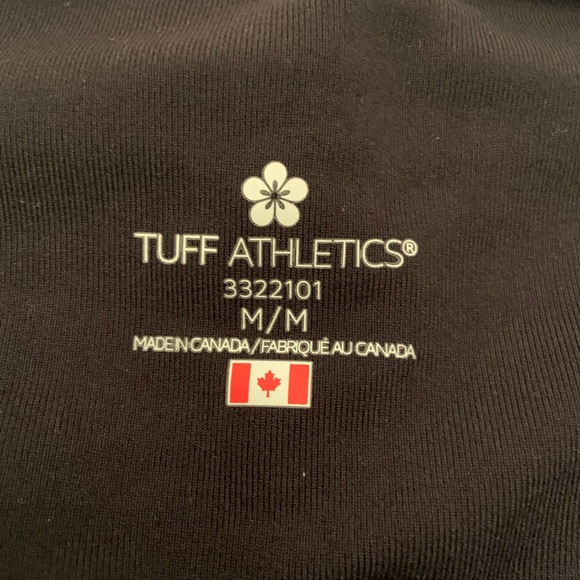 TUFF ATHLETICS®
3322101
M/M
MADE IN CANADA/FABRIQUÉ AU CANADA